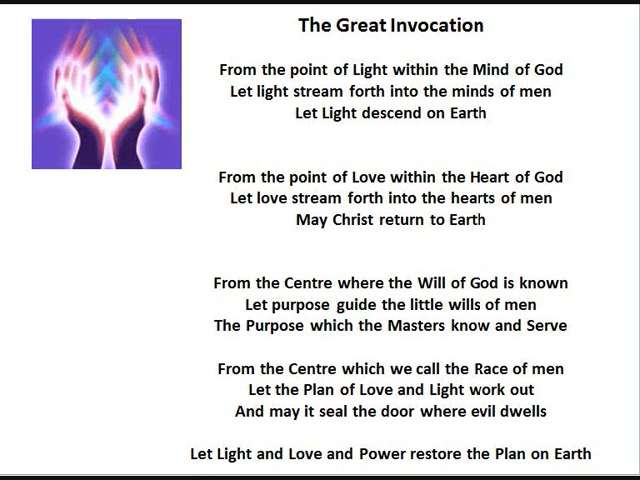 The Great Invocation
From the point of Light within the Mind of God
Let light stream forth into the minds of men
Let Light descend on Earth
From the point of Love within the Heart of God
Let love stream forth into the hearts of men
May Christ return to Earth
From the Centre where the Will of God is known
Let purpose guide the little wills of men
The Purpose which the Masters know and Serve
From the Centre which we call the Race of men
Let the Plan of Love and Light work out
And may it seal the door where evil dwells
Let Light and Love and Power restore the Plan on Earth